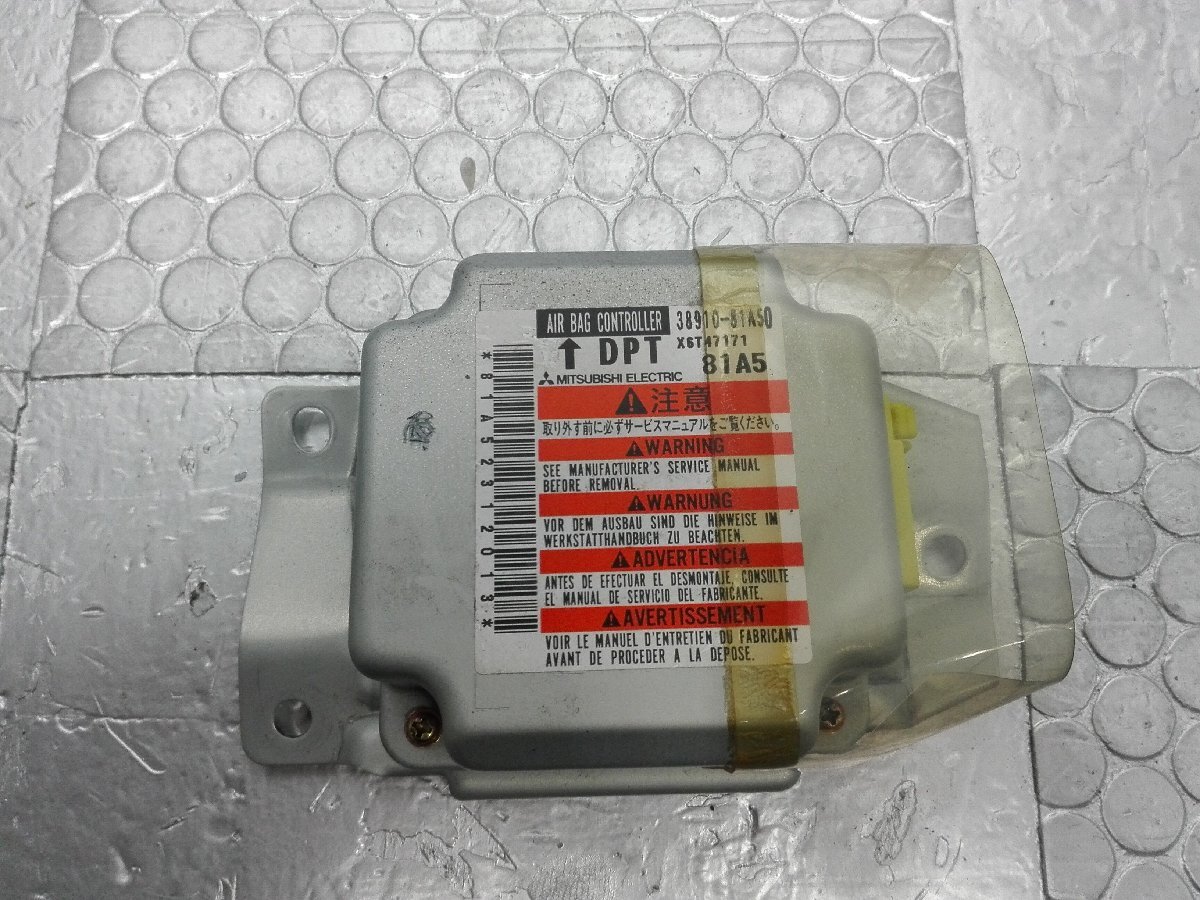 AIR BAG CONTROLLER 38910-81A50
↑ DPT X6T47171
81A5
MITSUBISHI ELECTRIC
*81A52312013*
注意
取り外す前に必ずサービスマニュアルをご覧ください。
WARNING
SEE MANUFACTURER'S SERVICE MANUAL
BEFORE REMOVAL.
WARNUNG
VOR DEM AUSBAU SIND DIE HINWEISE IM
WERKSTATTHANDBUCH ZU BEACHTEN.
ADVERTENCIA
ANTES DE EFECTUAR EL DESMONTAJE, CONSULTE
EL MANUAL DE SERVICIO DEL FABRICANTE.
AVERTISSEMENT
VOIR LE MANUEL D'ENTRETIEN DU FABRICANT
AVANT DE PROCEDER A LA DEPOSE.